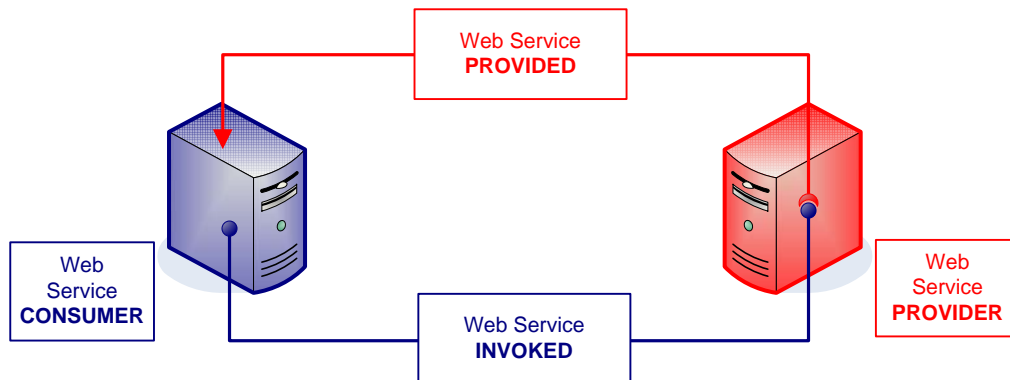 Web Service
PROVIDED
Web
Service
CONSUMER
Web
Service
PROVIDER
Web Service
INVOKED